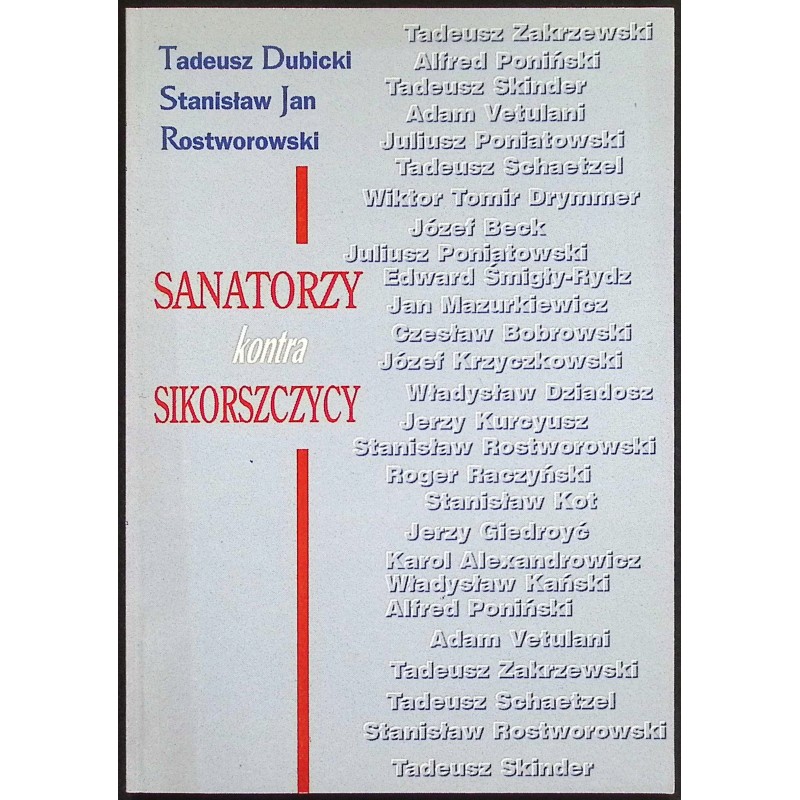 Tadeusz Dubicki
Stanisław Jan
Rostworowski
SANATORZY
kontra
SIKORSZCZYCY
Tadeusz Zakrzewski
Alfred Poniński
Tadeusz Skinder
Adam Vetulani
Juliusz Poniatowski
Tadeusz Schaetzel
Wiktor Tomir Drymmer
Józef Beck
Juliusz Poniatowski
Edward Śmigły-Rydz
Jan Mazurkiewicz
Czesław Bobrowski
Józef Krzyczkowski
Władysław Dziadosz
Jerzy Kurcyusz
Stanisław Rostworowski
Roger Raczyński
Stanisław Kot
Jerzy Giedroyć
Karol Alexandrowicz
Władysław Kański
Alfred Poniński
Adam Vetulani
Tadeusz Zakrzewski
Tadeusz Schaetzel
Stanisław Rostworowski
Tadeusz Skinder